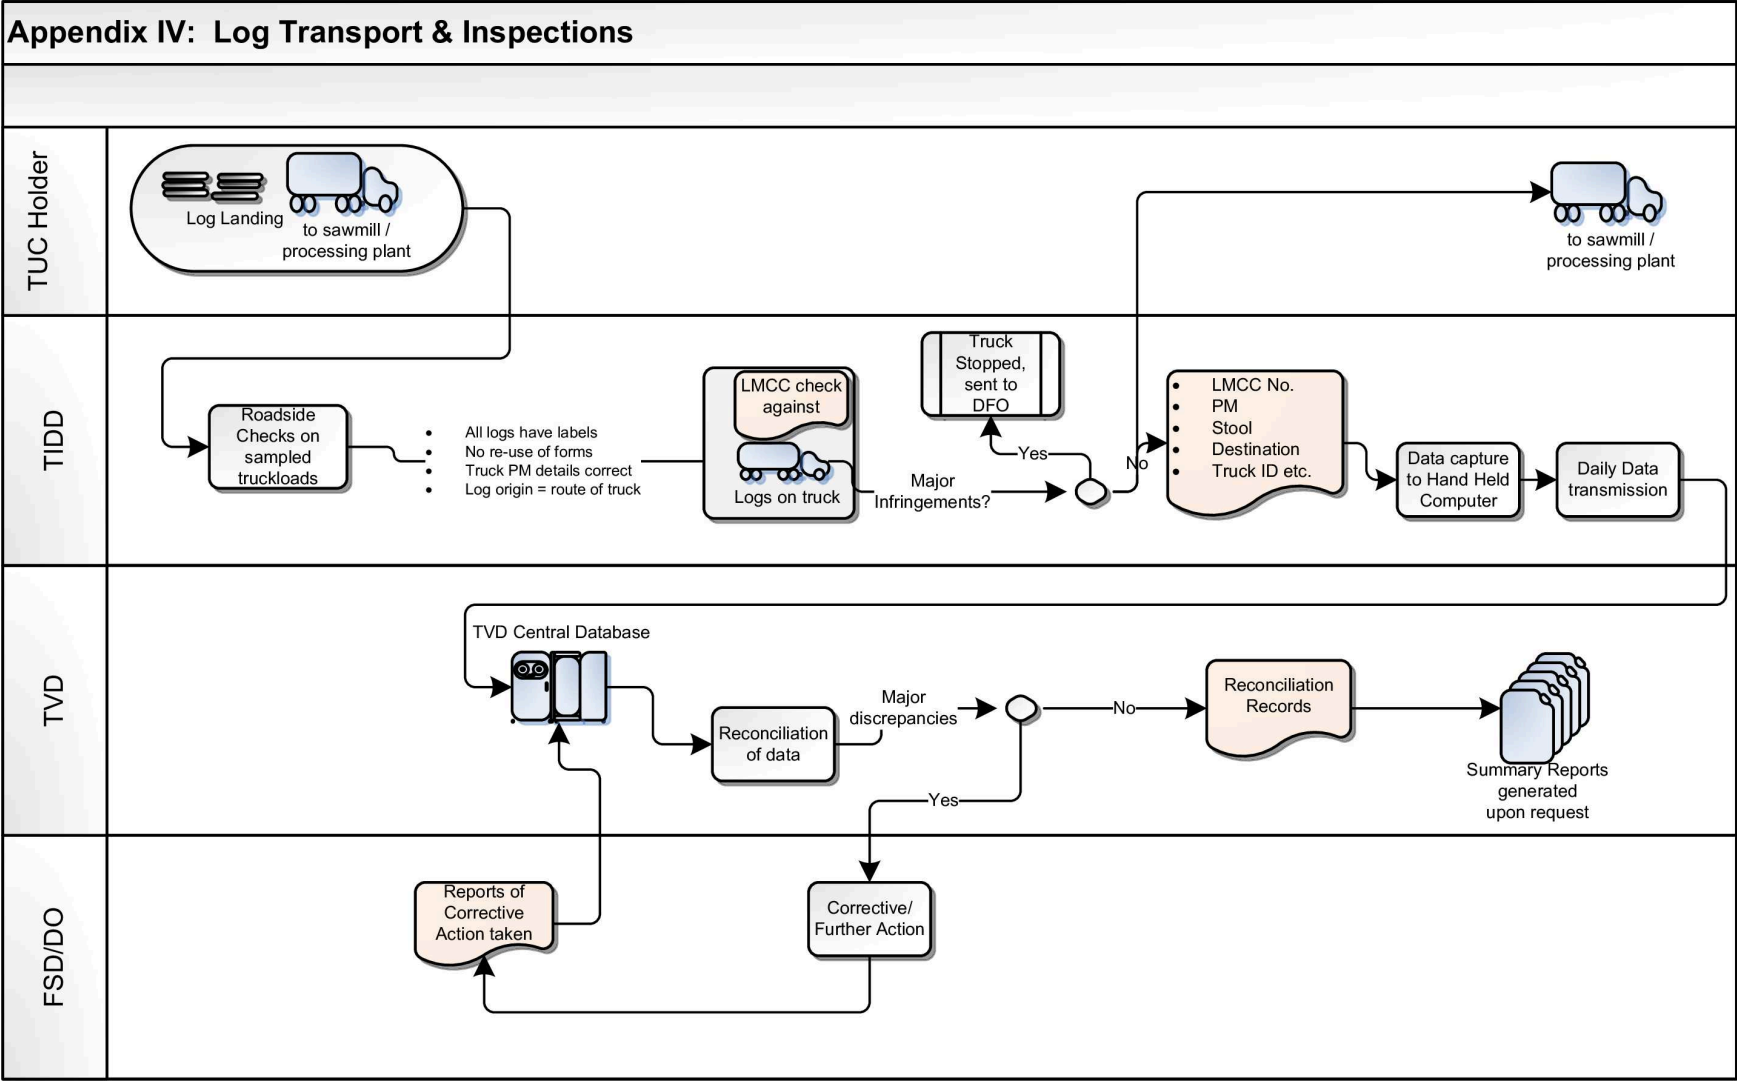 Appendix IV: Log Transport & Inspections
TUC Holder
Log Landing
to sawmill /
processing plant
to sawmill /
processing plant
TIDD
Roadside
Checks on
sampled
truckloads
• All logs have labels
• No re-use of forms
• Truck PM details correct
• Log origin = route of truck
LMCC check
against
Logs on truck
Major
Infringements?
Truck
Stopped,
sent to
DFO
Yes
No
• LMCC No.
• PM
• Stool
• Destination
• Truck ID etc.
Data capture
to Hand Held
Computer
Daily Data
transmission
TVD
TVD Central Database
Reconciliation
of data
Major
discrepancies
No
Yes
Reconciliation
Records
Summary Reports
generated
upon request
FSD/DO
Reports of
Corrective
Action taken
Corrective/
Further Action